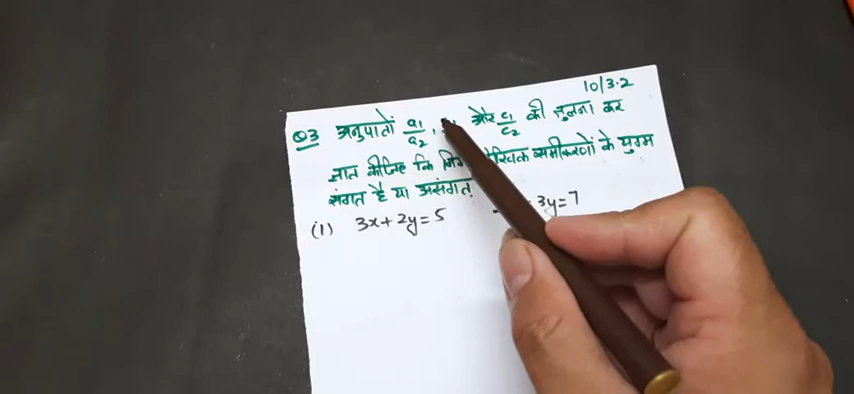 10/3.2
Q3 अनुपातों a1/a2, और c1/c2 की तुलना कर
ज्ञात कीजिए कि समीकरणों के युग्म
संगत है या असंगत.
(1) 3x+2y=5 3y=7